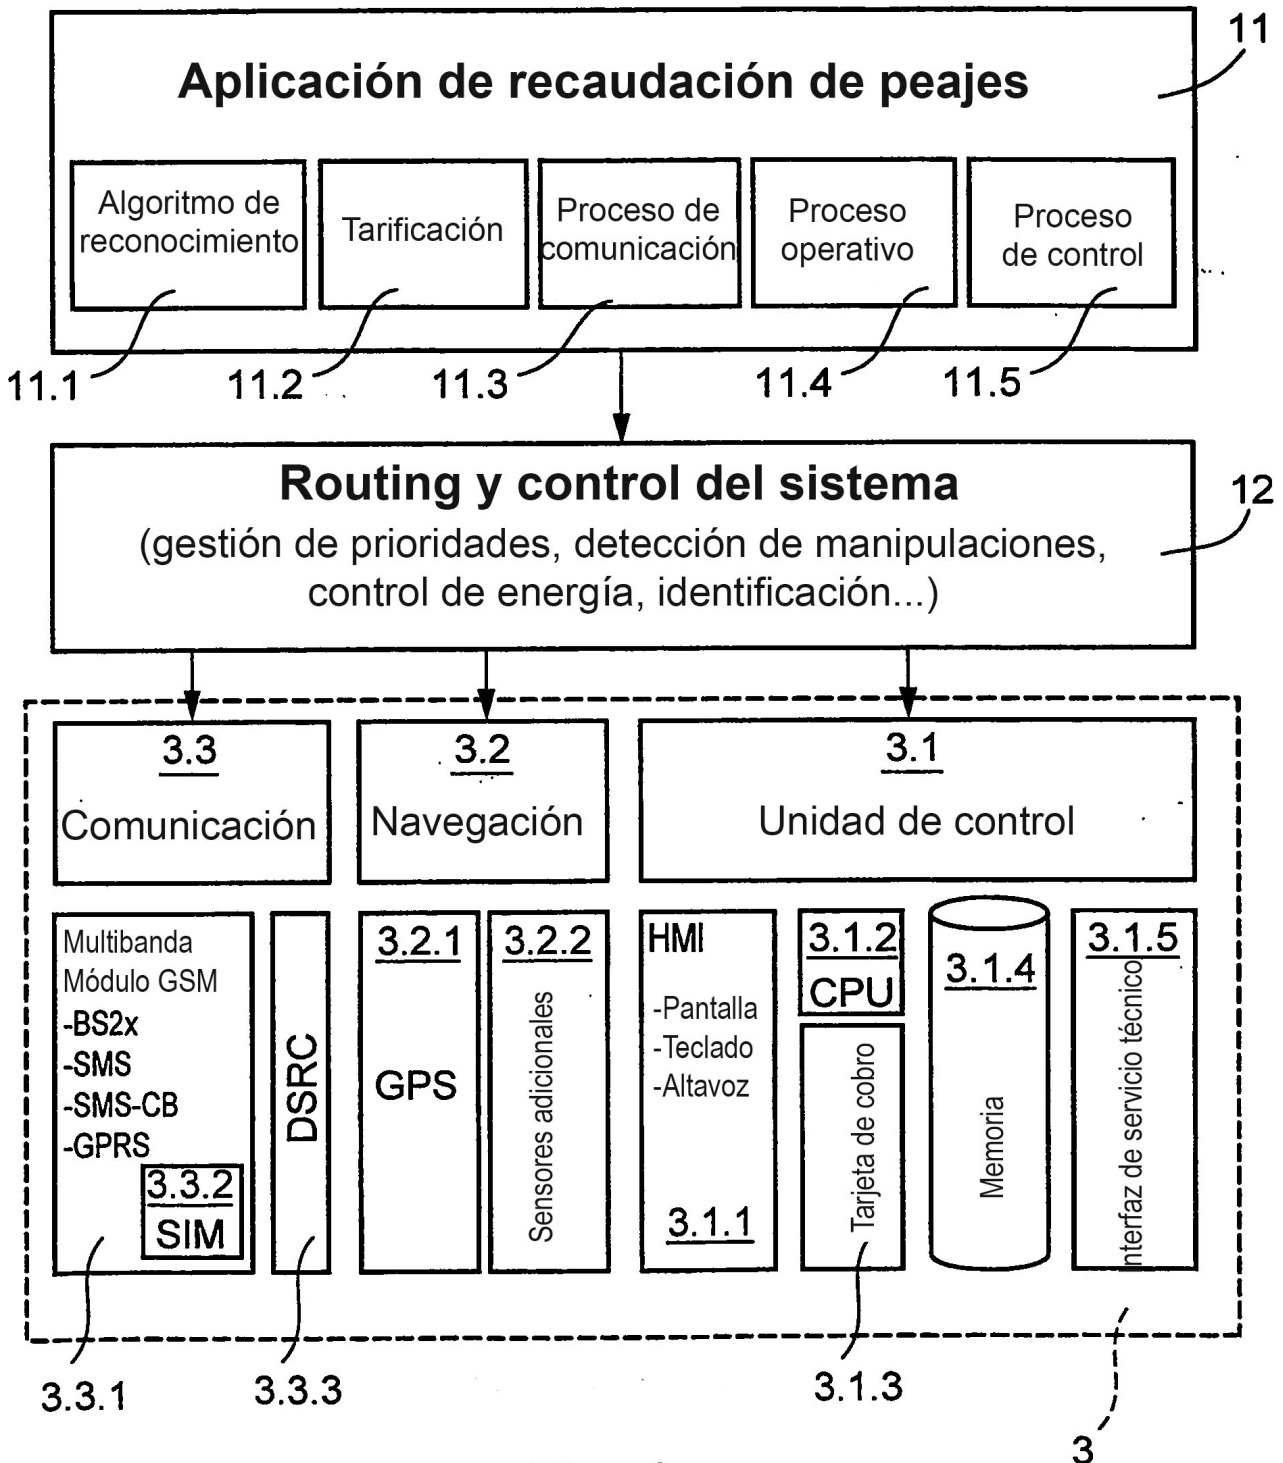 11
Aplicación de recaudación de peajes
Algoritmo de
reconocimiento
Tarificación
Proceso de
comunicación
Proceso
operativo
Proceso
de control
11.1
11.2
11.3
11.4
11.5
Routing y control del sistema
(gestión de prioridades, detección de manipulaciones,
control de energía, identificación...)
12
3.3
Comunicación
3.2
Navegación
3.1
Unidad de control
Multibanda
Módulo GSM
-BS2x
-SMS
-SMS-CB
-GPRS
3.3.2
SIM
DSRC
3.2.1
GPS
3.2.2
Sensores adicionales
HMI
-Pantalla
-Teclado
-Altavoz
3.1.1
3.1.2
CPU
Tarjeta de cobro
3.1.4
Memoria
3.1.5
Interfaz de servicio técnico
3.3.1
3.3.3
3.1.3
3